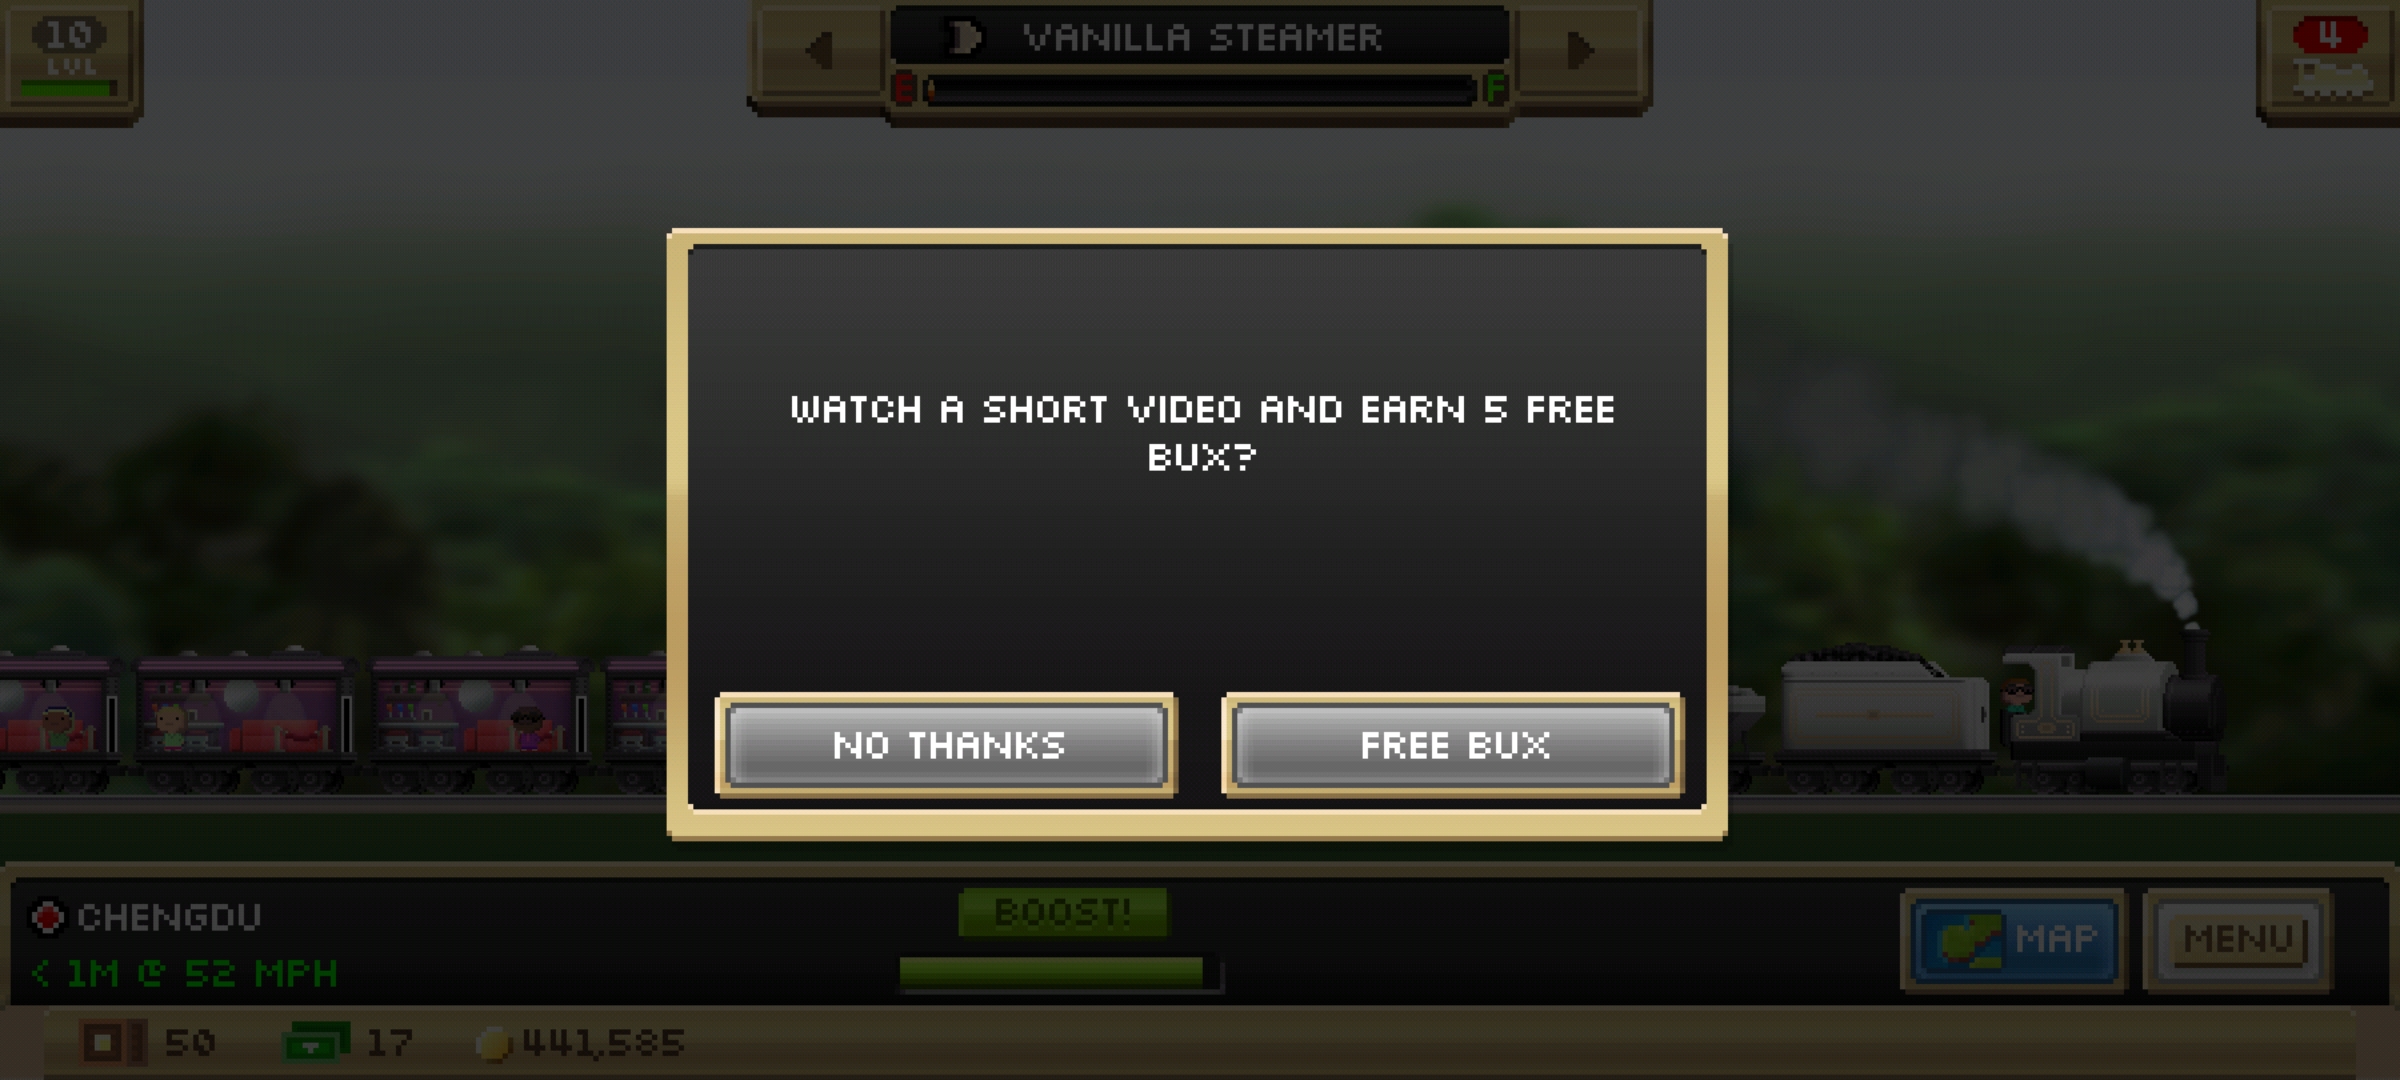 10
LVL
VANILLA STEAMER
E
F
4
WATCH A SHORT VIDEO AND EARN 5 FREE
BUX?
NO THANKS
FREE BUX
CHENGDU
< 1M @ 52 MPH
BOOST!
MAP
MENU
50
17
441,585